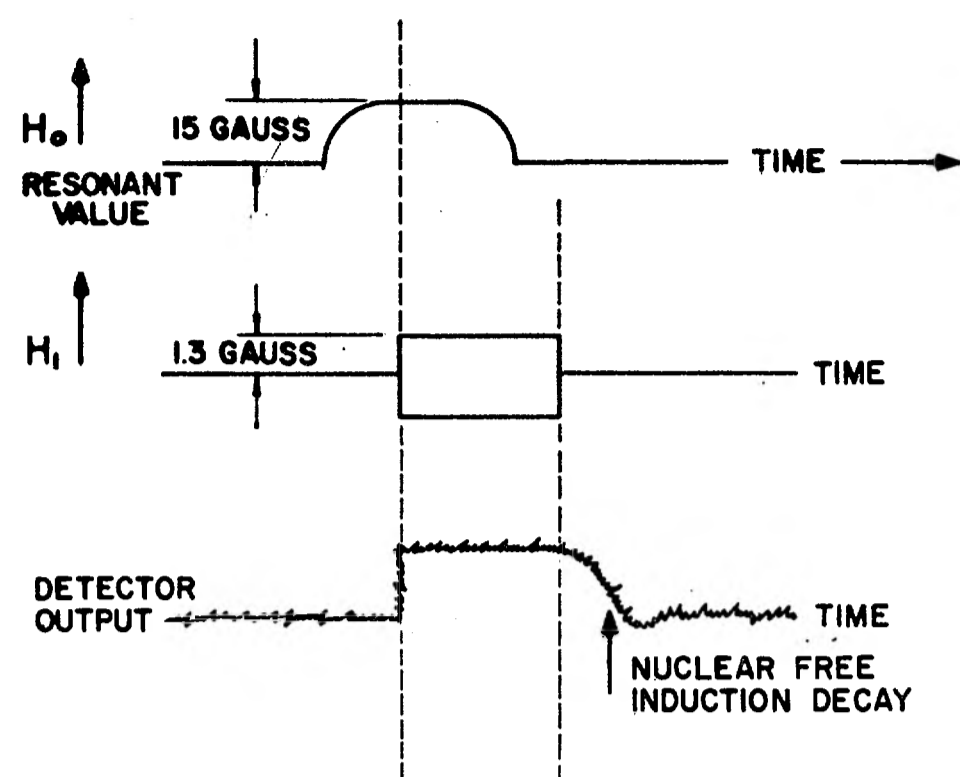 H₀
15 GAUSS
RESONANT
VALUE
TIME
H₁
1.3 GAUSS
TIME
DETECTOR
OUTPUT
TIME
NUCLEAR FREE
INDUCTION DECAY